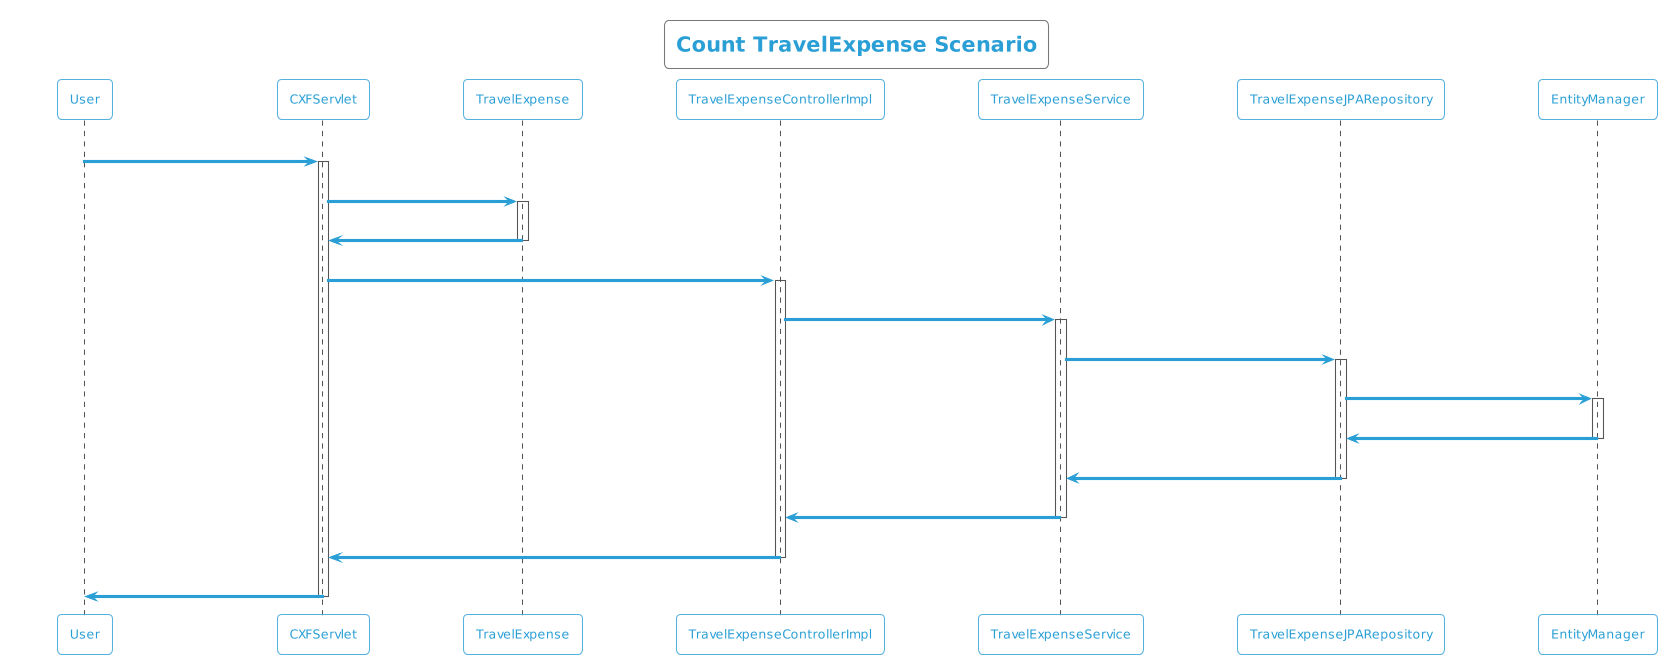 Count TravelExpense Scenario
User CXFServlet TravelExpense TravelExpenseControllerImpl TravelExpenseService TravelExpenseJPARepository EntityManager
User CXFServlet TravelExpense TravelExpenseControllerImpl TravelExpenseService TravelExpenseJPARepository EntityManager